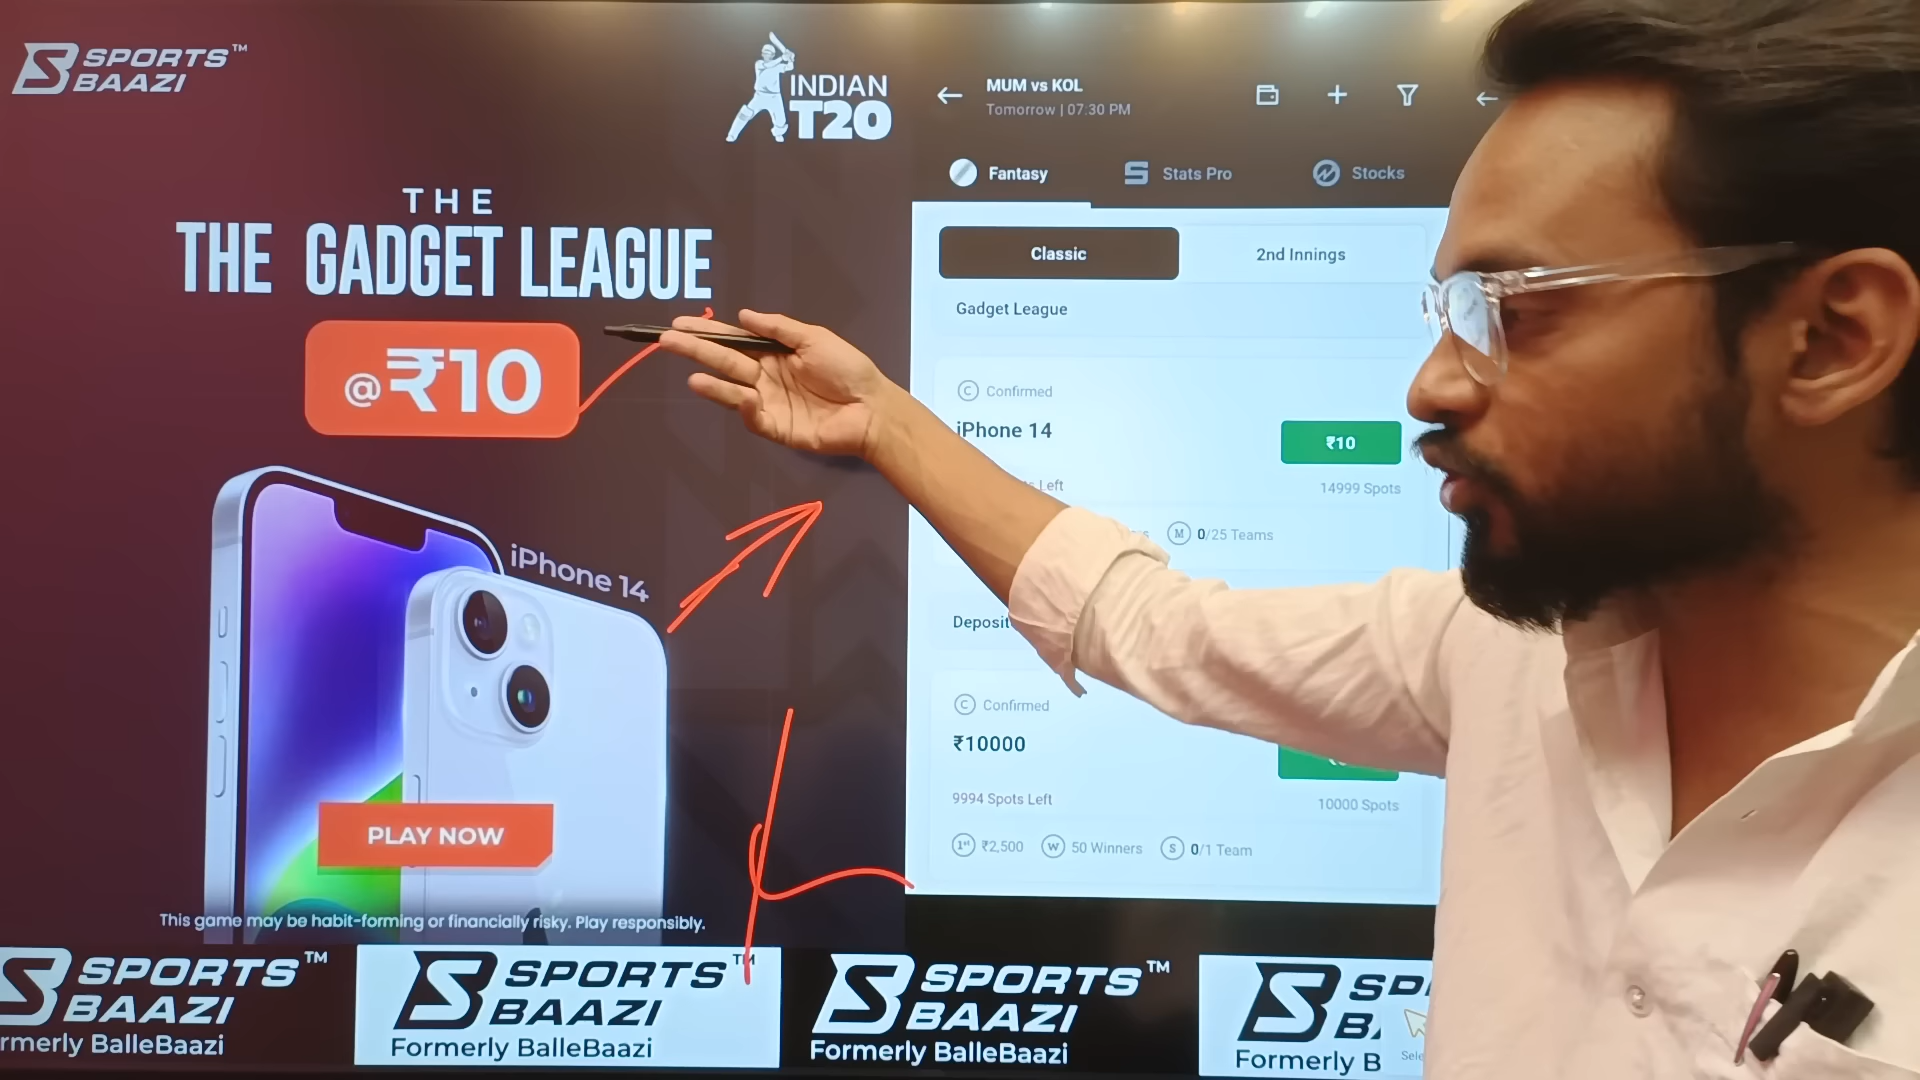 SPORTS™
BAAZI
INDIAN
T20
THE
THE GADGET LEAGUE
@₹10
iPhone 14
PLAY NOW
This game may be habit-forming or financially risky. Play responsibly.
MUM vs KOL
Tomorrow | 07:30 PM
Fantasy
Stats Pro
Stocks
Classic
2nd Innings
Gadget League
C Confirmed
iPhone 14
₹10
Left
14999 Spots
M 0/25 Teams
Deposit
C Confirmed
₹10000
9994 Spots Left
10000 Spots
1st ₹2,500
W 50 Winners
S 0/1 Team
SPORTS™
BAAZI
rmerly BalleBaazi
SPORTS™
BAAZI
Formerly BalleBaazi
SPORTS™
BAAZI
Formerly BalleBaazi
SP
BA
Formerly B
Sele